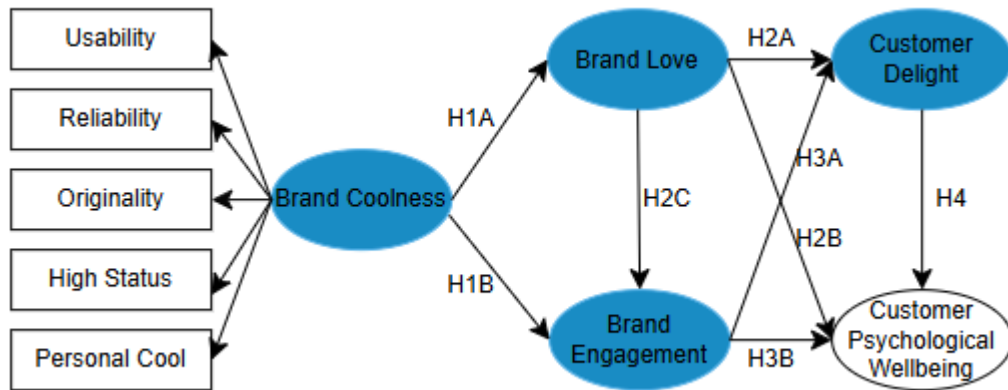 Usability
Reliability
Originality
High Status
Personal Cool
Brand Coolness
H1A
H1B
Brand Love
H2C
Brand
Engagement
H2A
H3A
H2B
H3B
Customer
Delight
H4
Customer
Psychological
Wellbeing